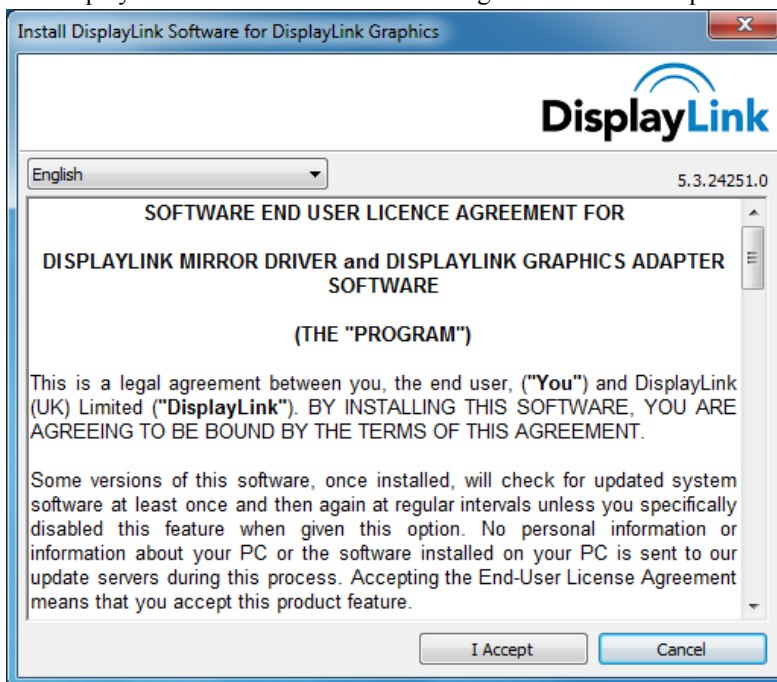 Install DisplayLink Software for DisplayLink Graphics
DisplayLink
English
5.3.24251.0
SOFTWARE END USER LICENCE AGREEMENT FOR
DISPLAYLINK MIRROR DRIVER and DISPLAYLINK GRAPHICS ADAPTER
SOFTWARE
(THE "PROGRAM")
This is a legal agreement between you, the end user, ("You") and DisplayLink
(UK) Limited ("DisplayLink"). BY INSTALLING THIS SOFTWARE, YOU ARE
AGREEING TO BE BOUND BY THE TERMS OF THIS AGREEMENT.
Some versions of this software, once installed, will check for updated system
software at least once and then again at regular intervals unless you specifically
disabled this feature when given this option. No personal information or
information about your PC or the software installed on your PC is sent to our
update servers during this process. Accepting the End-User License Agreement
means that you accept this product feature.
I Accept
Cancel